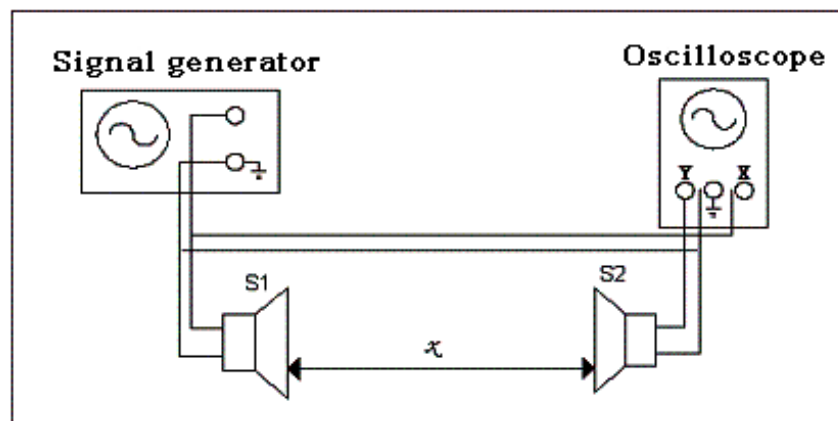 Signal generator
Oscilloscope
Y
X
S1
S2
x